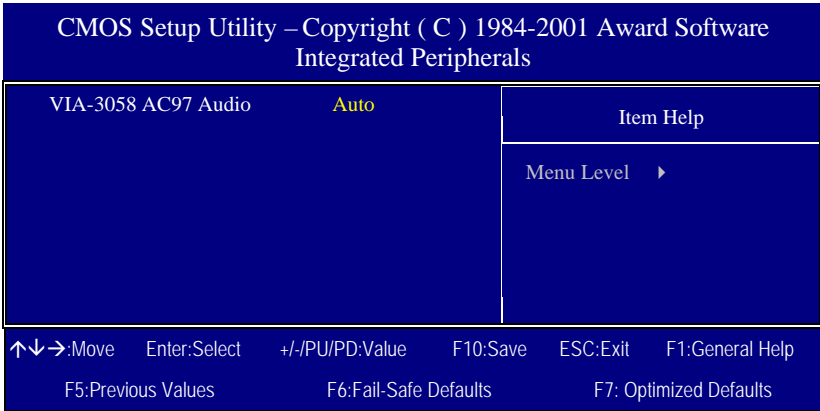 CMOS Setup Utility – Copyright ( C ) 1984-2001 Award Software
Integrated Peripherals
VIA-3058 AC97 Audio Auto
Item Help
Menu Level
↑↓→:Move Enter:Select +/-/PU/PD:Value F10:Save ESC:Exit F1:General Help
F5:Previous Values F6:Fail-Safe Defaults F7: Optimized Defaults